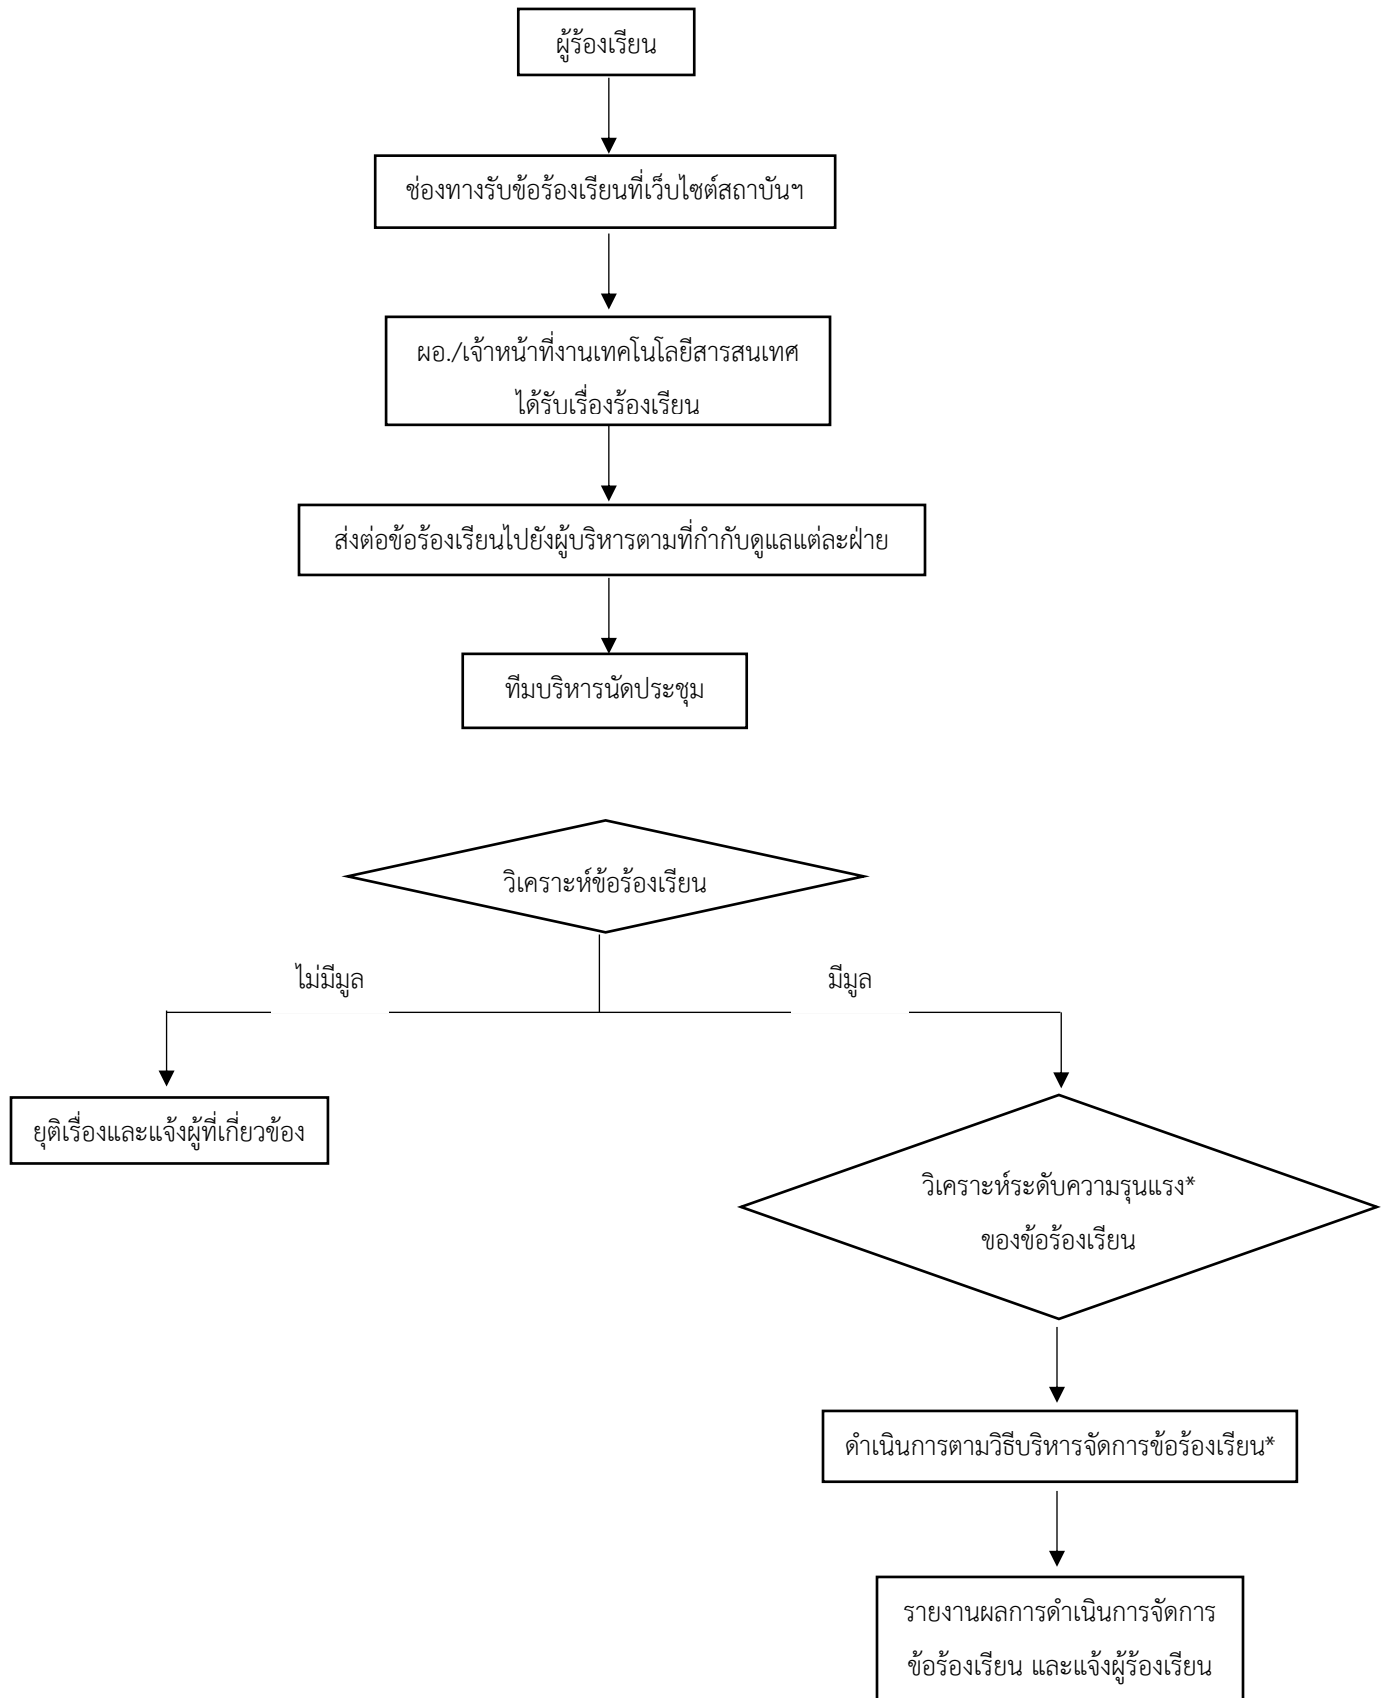 ผู้ร้องเรียน
ช่องทางรับข้อร้องเรียนที่เว็บไซต์สถาบันฯ
ผอ./เจ้าหน้าที่งานเทคโนโลยีสารสนเทศ
ได้รับเรื่องร้องเรียน
ส่งต่อข้อร้องเรียนไปยังผู้บริหารตามที่กำกับดูแลแต่ละฝ่าย
ทีมบริหารนัดประชุม
วิเคราะห์ข้อร้องเรียน
ไม่มีมูล
มีมูล
ยุติเรื่องและแจ้งผู้ที่เกี่ยวข้อง
วิเคราะห์ระดับความรุนแรง*
ของข้อร้องเรียน
ดำเนินการตามวิธีบริหารจัดการข้อร้องเรียน*
รายงานผลการดำเนินการจัดการ
ข้อร้องเรียน และแจ้งผู้ร้องเรียน